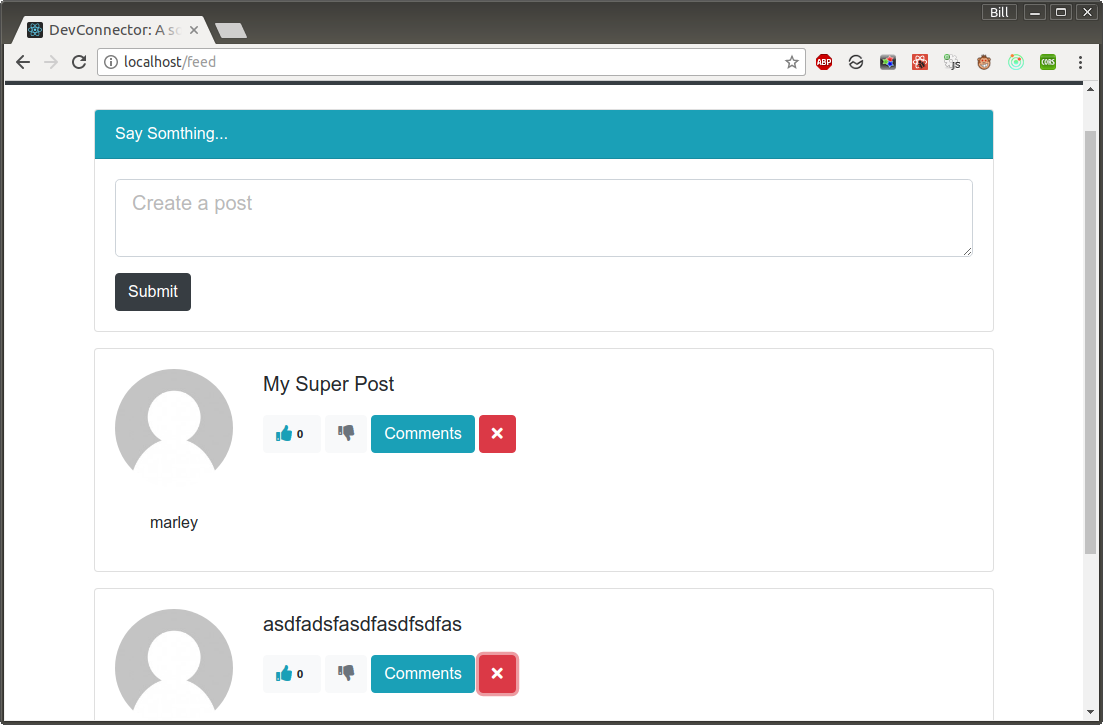 Bill
DevConnector: A so
localhost/feed
ABP
JS
CORS
Say Somthing...
Create a post
Submit
My Super Post
0
Comments
marley
asdfadsfasdfasdfsdfas
0
Comments